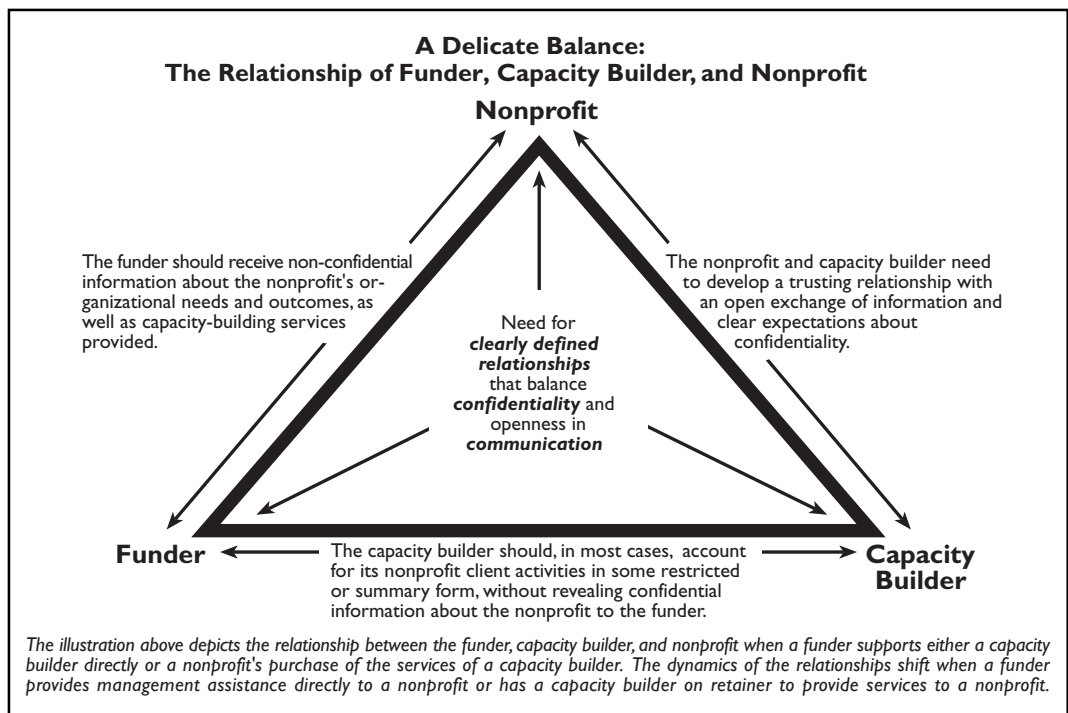 A Delicate Balance:
The Relationship of Funder, Capacity Builder, and Nonprofit
Nonprofit
The funder should receive non-confidential
information about the nonprofit's or-
ganizational needs and outcomes, as
well as capacity-building services
provided.
The nonprofit and capacity builder need
to develop a trusting relationship with
an open exchange of information and
clear expectations about
confidentiality.
Need for
clearly defined
relationships
that balance
confidentiality and
openness in
communication
Funder
The capacity builder should, in most cases, account
for its nonprofit client activities in some restricted
or summary form, without revealing confidential
information about the nonprofit to the funder.
Capacity
Builder
The illustration above depicts the relationship between the funder, capacity builder, and nonprofit when a funder supports either a capacity
builder directly or a nonprofit's purchase of the services of a capacity builder. The dynamics of the relationships shift when a funder
provides management assistance directly to a nonprofit or has a capacity builder on retainer to provide services to a nonprofit.